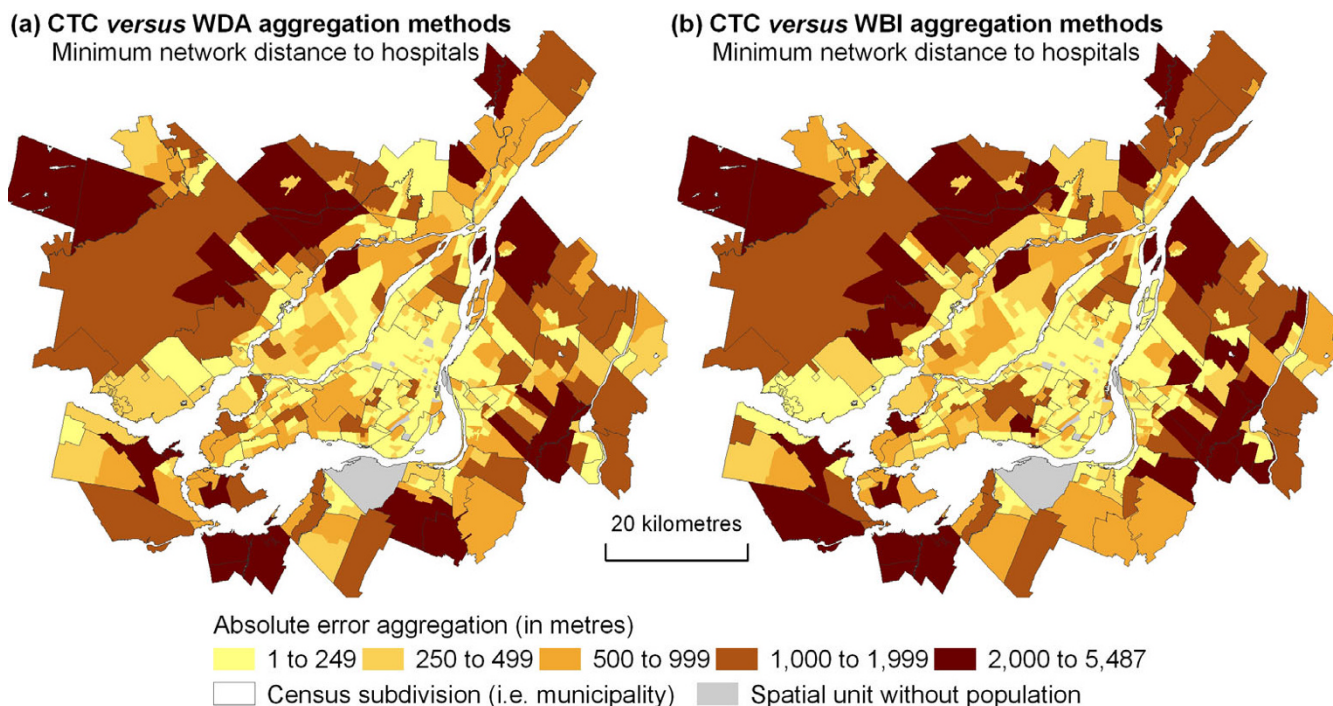 (a) CTC versus WDA aggregation methods
Minimum network distance to hospitals
(b) CTC versus WBI aggregation methods
Minimum network distance to hospitals
20 kilometres
Absolute error aggregation (in metres)
1 to 249 250 to 499 500 to 999 1,000 to 1,999 2,000 to 5,487
Census subdivision (i.e. municipality) Spatial unit without population